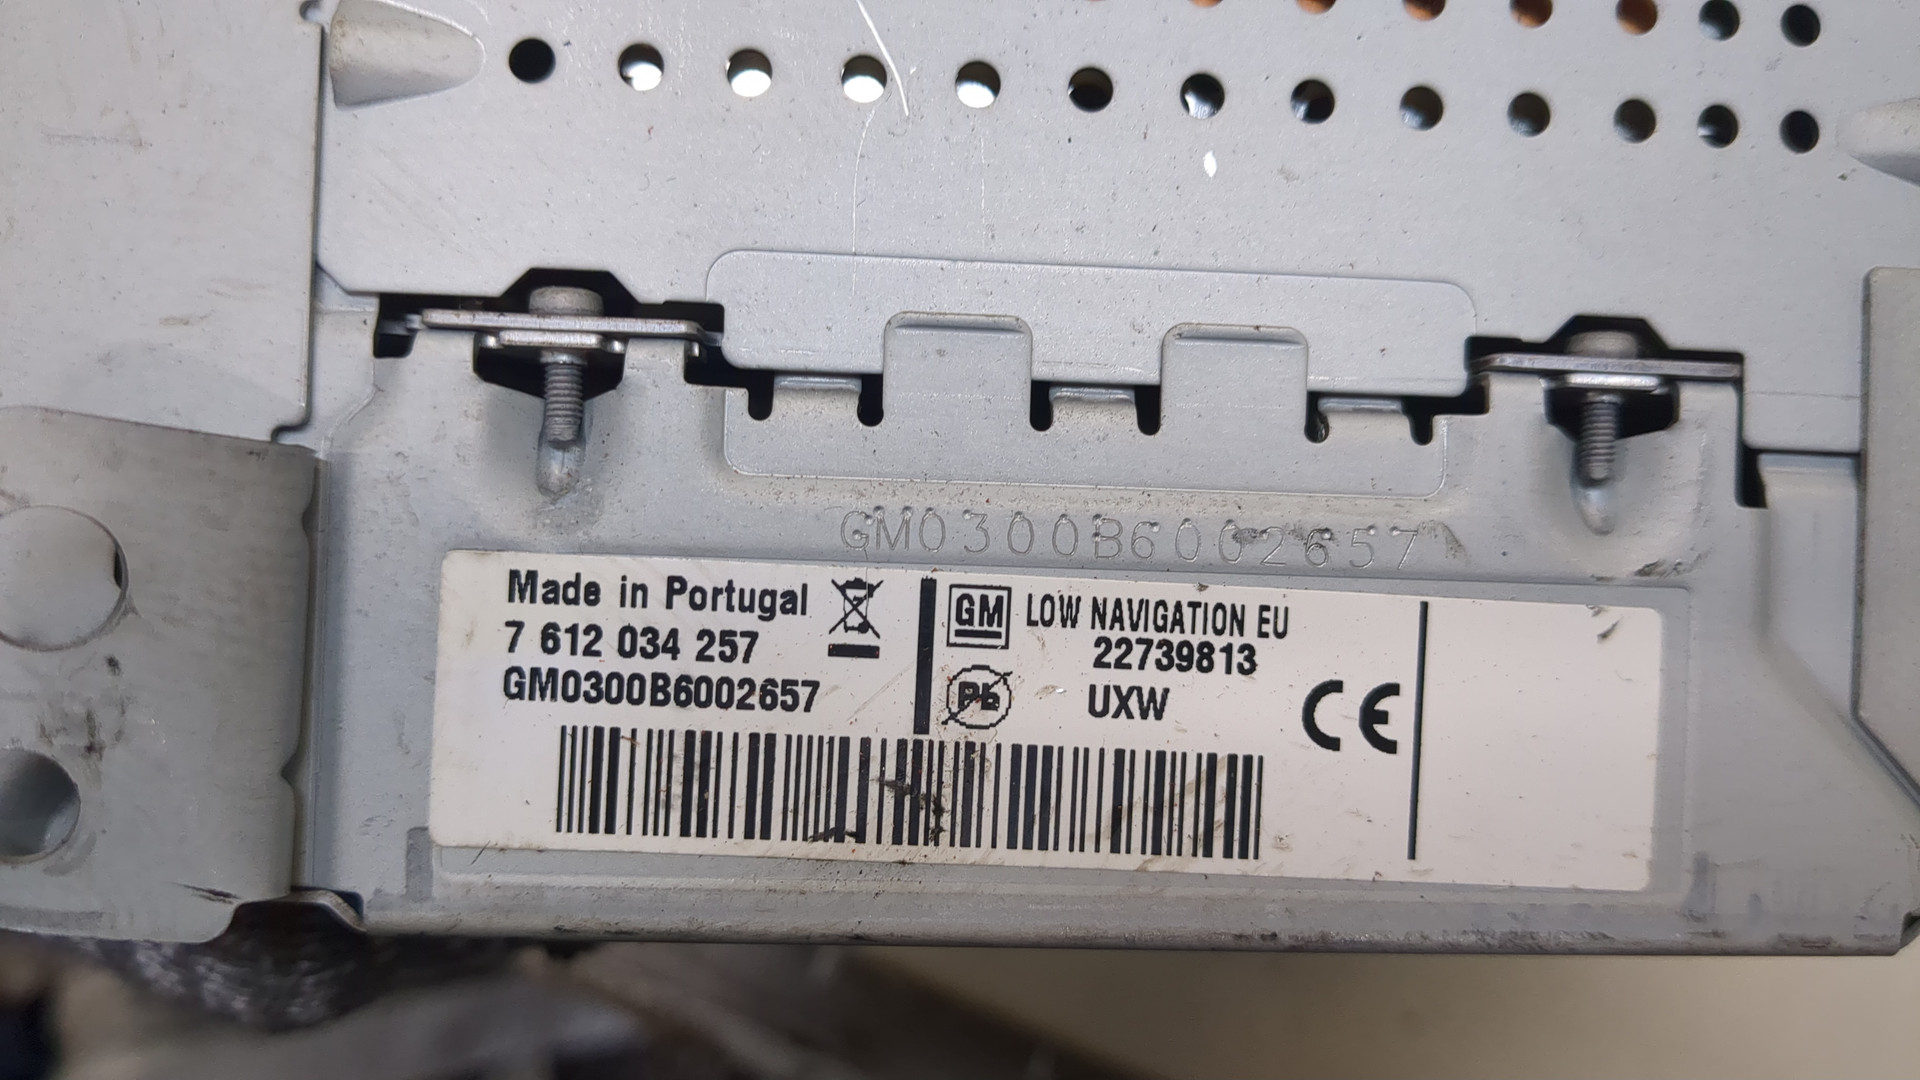 GM0300B6002657
Made in Portugal
7 612 034 257
GM0300B6002657
GM LOW NAVIGATION EU
22739813
Pb UXW
CE